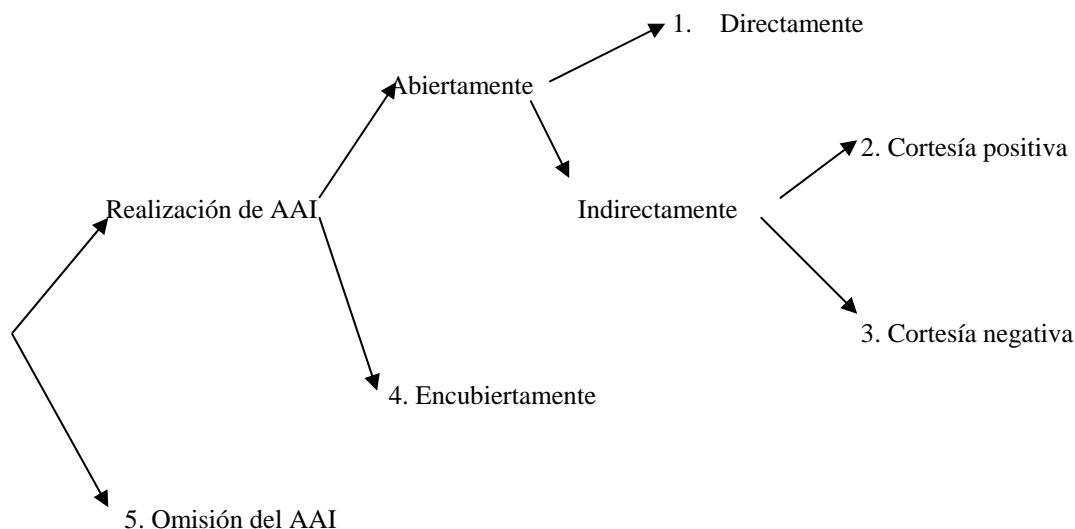 1. Directamente
Abiertamente
2. Cortesía positiva
Realización de AAI
Indirectamente
3. Cortesía negativa
4. Encubiertamente
5. Omisión del AAI